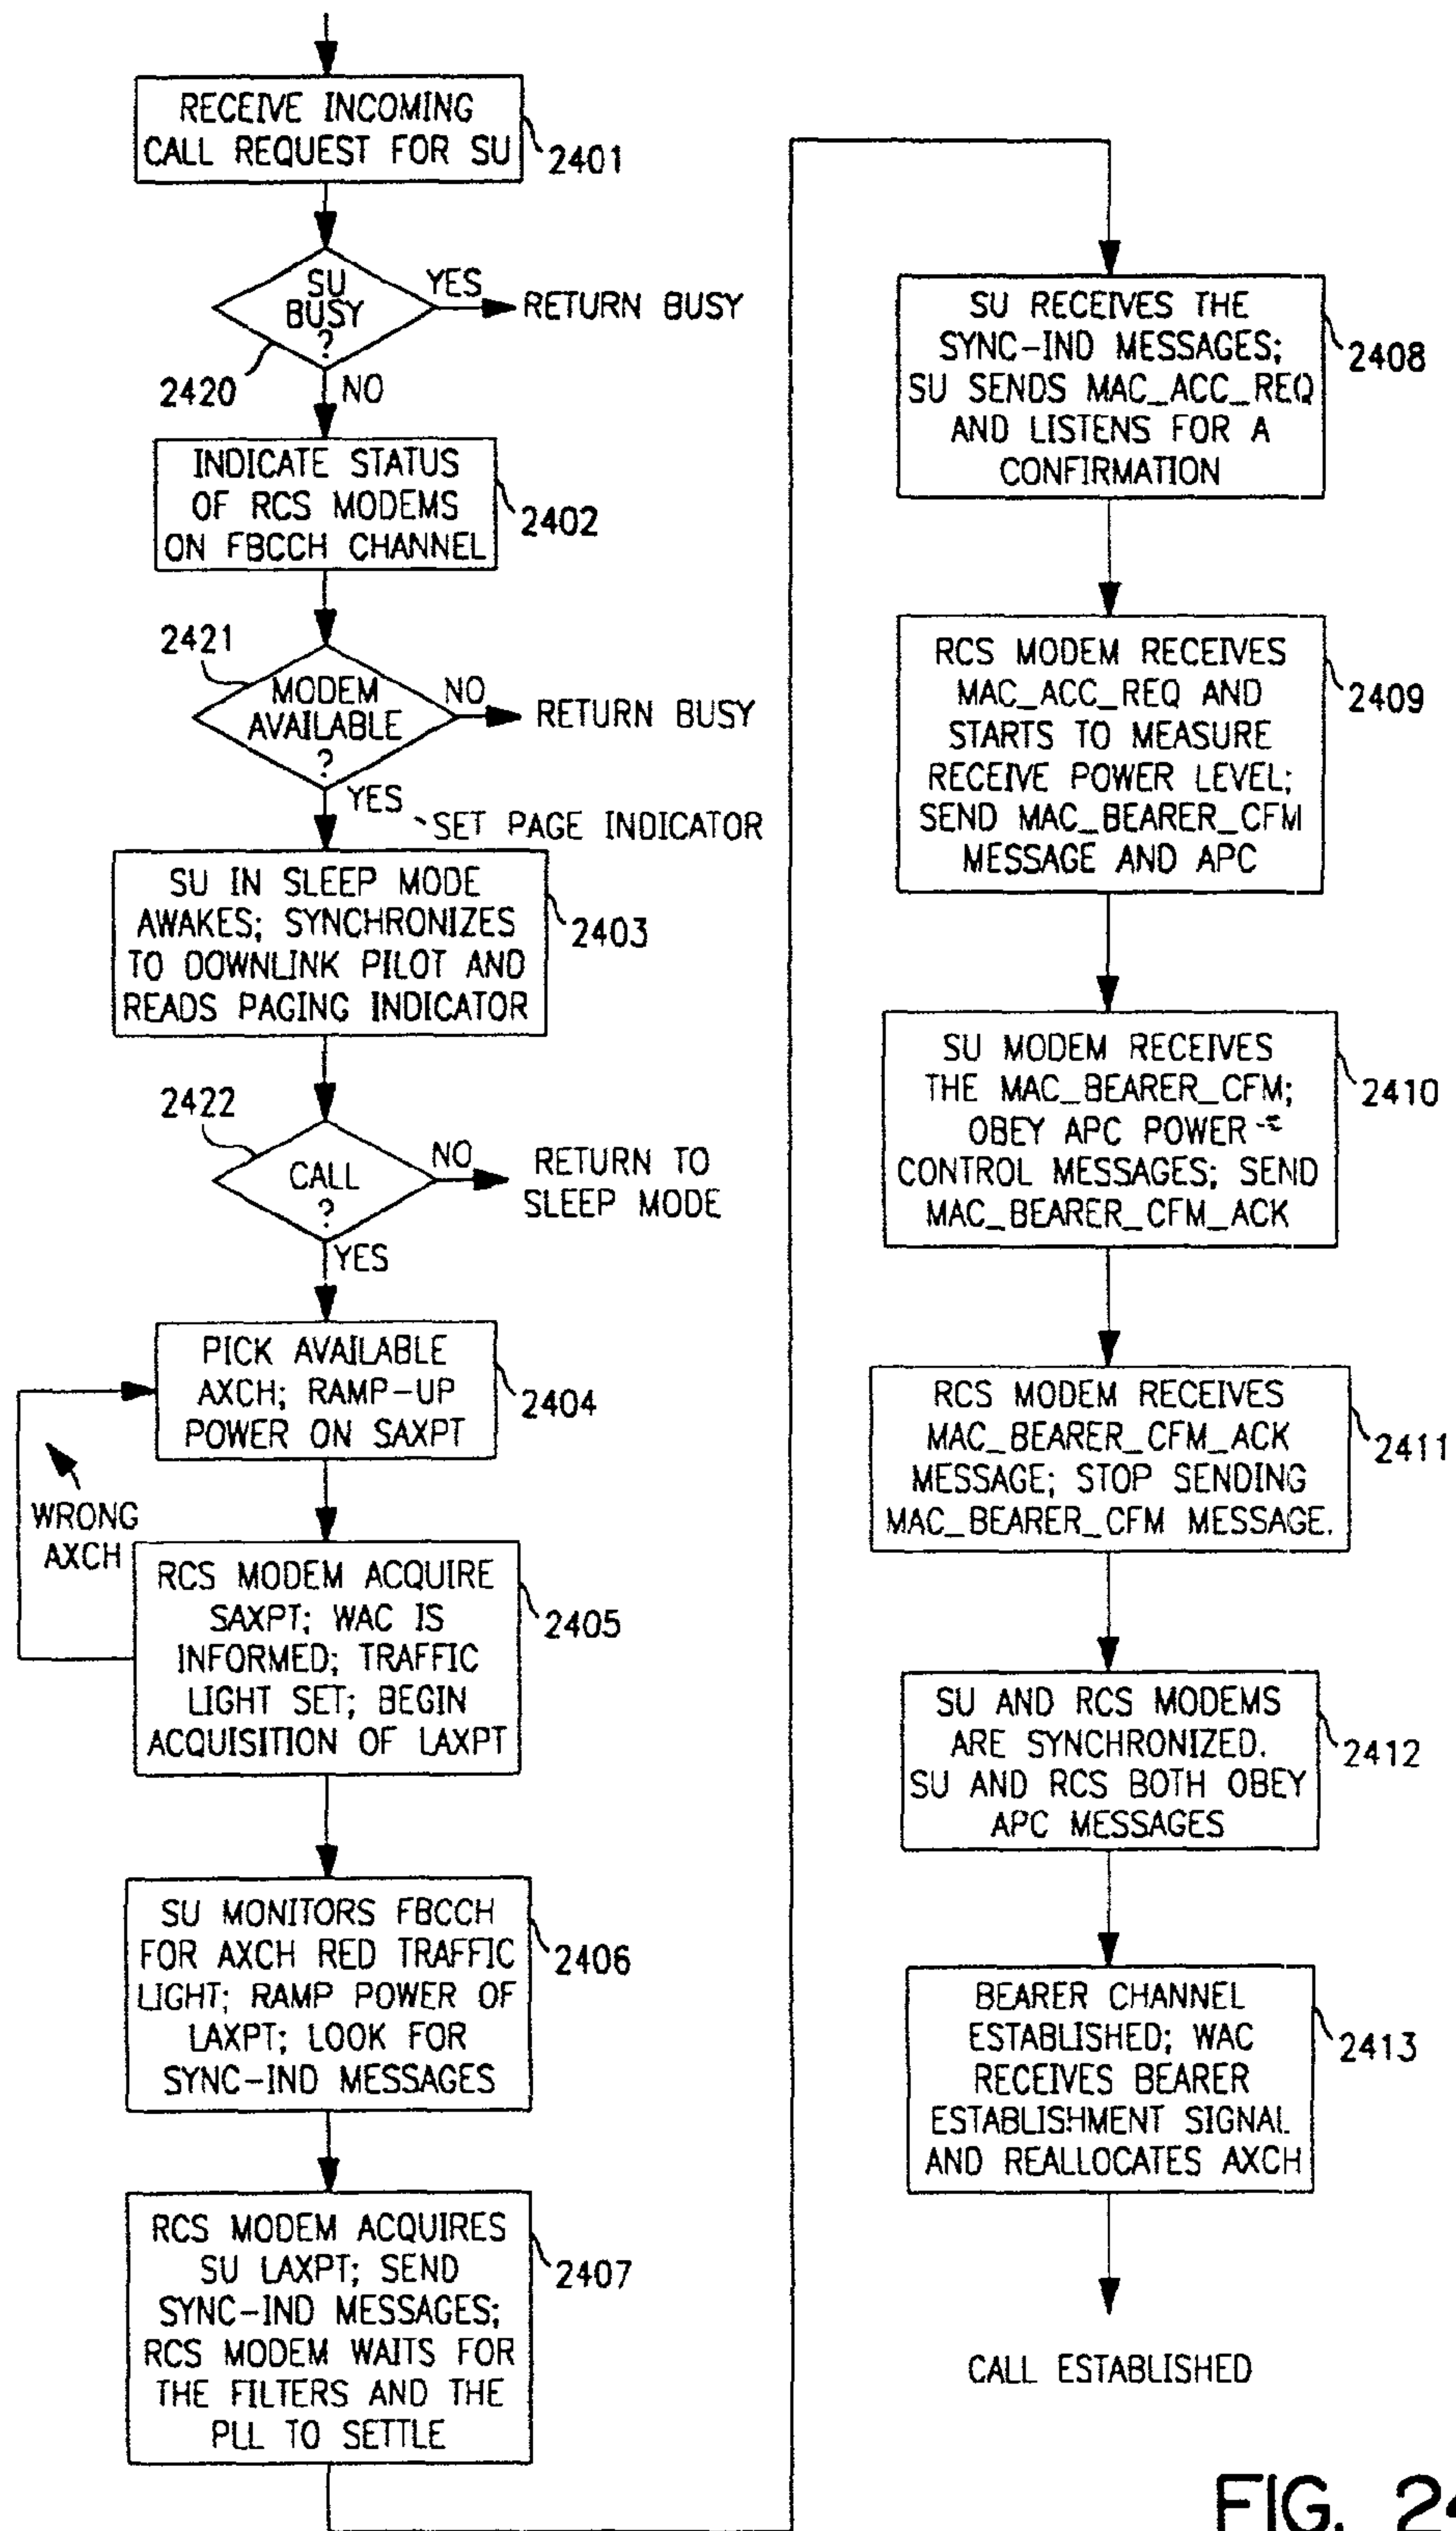 RECEIVE INCOMING
CALL REQUEST FOR SU
2401
SU
BUSY
?
YES
RETURN BUSY
2420
NO
INDICATE STATUS
OF RCS MODEMS
ON FBCCH CHANNEL
2402
2421
MODEM
AVAILABLE
?
NO
RETURN BUSY
YES
SET PAGE INDICATOR
SU IN SLEEP MODE
AWAKES; SYNCHRONIZES
TO DOWNLINK PILOT AND
READS PAGING INDICATOR
2403
2422
CALL
?
NO
RETURN TO
SLEEP MODE
YES
PICK AVAILABLE
AXCH; RAMP-UP
POWER ON SAXPT
2404
WRONG
AXCH
RCS MODEM ACQUIRE
SAXPT; WAC IS
INFORMED; TRAFFIC
LIGHT SET; BEGIN
ACQUISITION OF LAXPT
2405
SU MONITORS FBCCH
FOR AXCH RED TRAFFIC
LIGHT; RAMP POWER OF
LAXPT; LOOK FOR
SYNC-IND MESSAGES
2406
RCS MODEM ACQUIRES
SU LAXPT; SEND
SYNC-IND MESSAGES;
RCS MODEM WAITS FOR
THE FILTERS AND THE
PLL TO SETTLE
2407
SU RECEIVES THE
SYNC-IND MESSAGES;
SU SENDS MAC_ACC_REQ
AND LISTENS FOR A
CONFIRMATION
2408
RCS MODEM RECEIVES
MAC_ACC_REQ AND
STARTS TO MEASURE
RECEIVE POWER LEVEL;
SEND MAC_BEARER_CFM
MESSAGE AND APC
2409
SU MODEM RECEIVES
THE MAC_BEARER_CFM;
OBEY APC POWER
CONTROL MESSAGES; SEND
MAC_BEARER_CFM_ACK
2410
RCS MODEM RECEIVES
MAC_BEARER_CFM_ACK
MESSAGE; STOP SENDING
MAC_BEARER_CFM MESSAGE.
2411
SU AND RCS MODEMS
ARE SYNCHRONIZED.
SU AND RCS BOTH OBEY
APC MESSAGES
2412
BEARER CHANNEL
ESTABLISHED; WAC
RECEIVES BEARER
ESTABLISHMENT SIGNAL
AND REALLOCATES AXCH
2413
CALL ESTABLISHED
FIG. 24